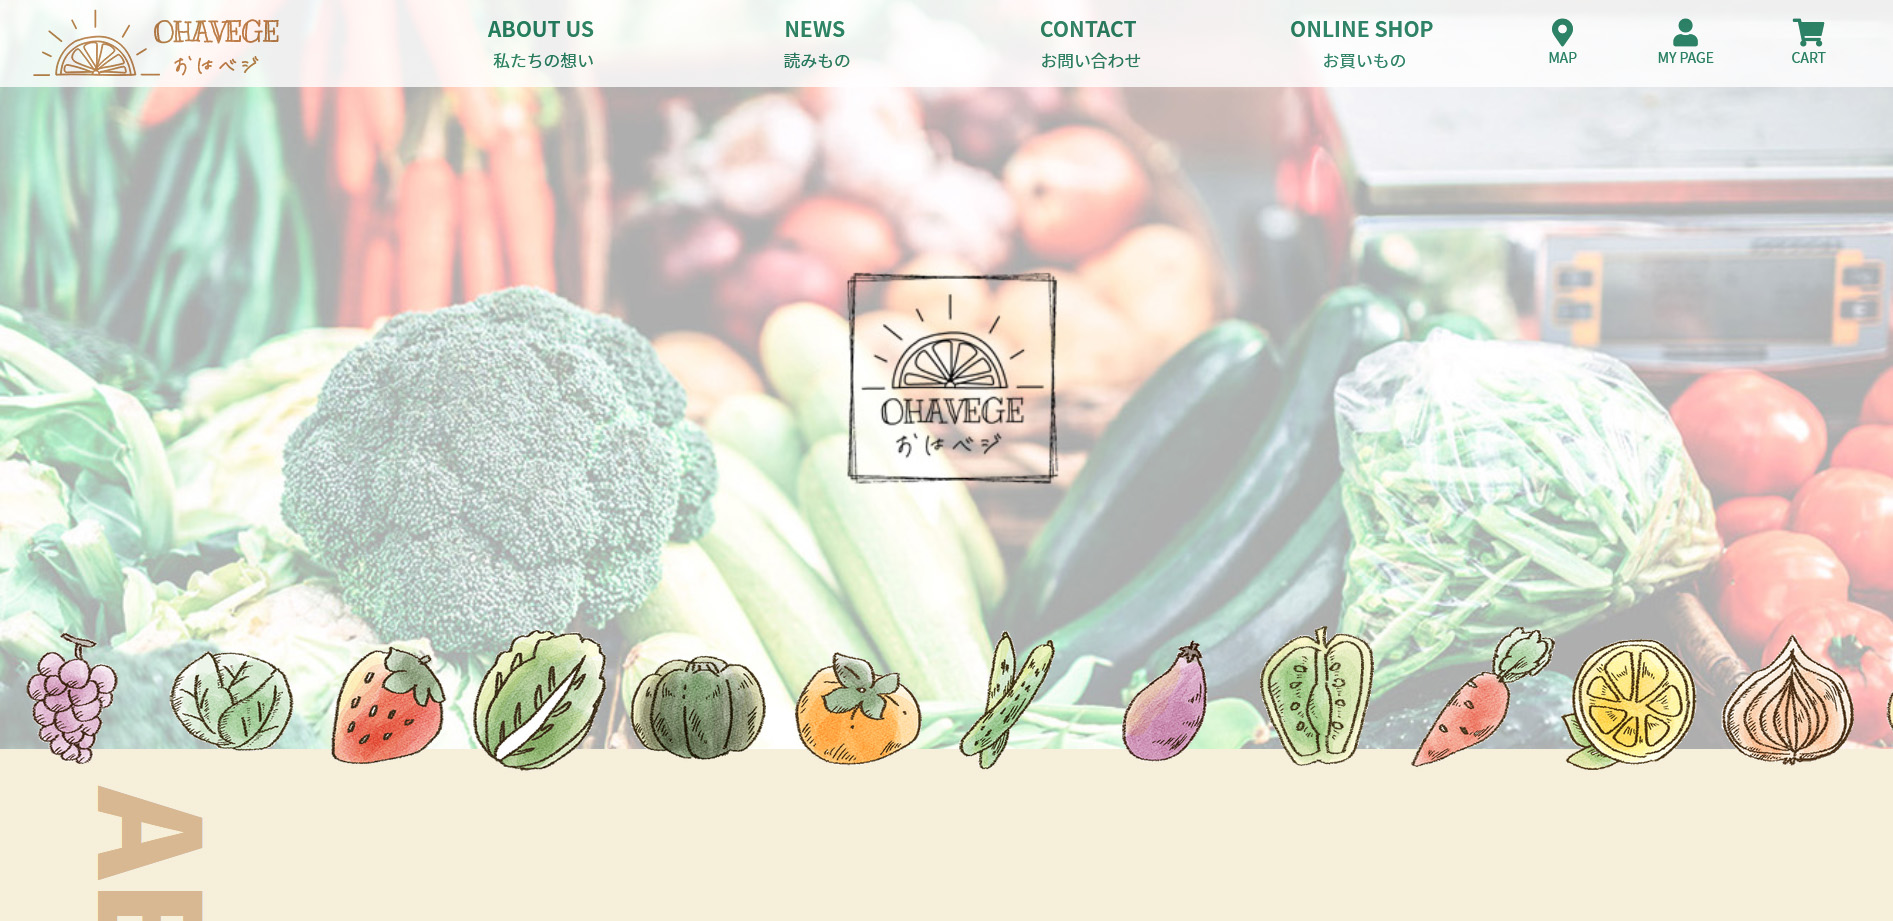 OHAVEGE
おはベジ
ABOUT US
私たちの想い
NEWS
読みもの
CONTACT
お問い合わせ
ONLINE SHOP
お買いもの
MAP
MY PAGE
CART
OHAVEGE
おはベジ
A